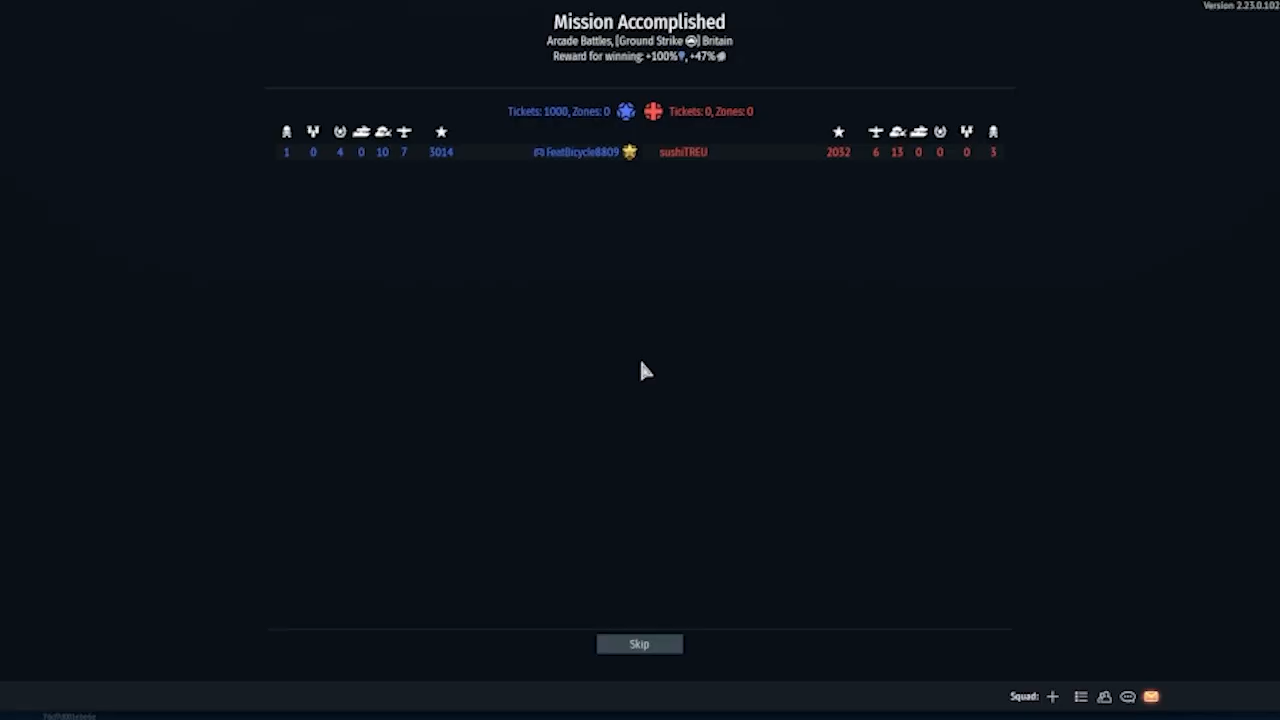 Version 2.23.0.102
Mission Accomplished
Arcade Battles, [Ground Strike] Britain
Reward for winning: +100%, +47%
Tickets: 1000, Zones: 0 Tickets: 0, Zones: 0
1 0 4 0 10 7 3014 FeatBicycle8809 sushiTREU 2032 6 13 0 0 0 3
Skip
Squad: